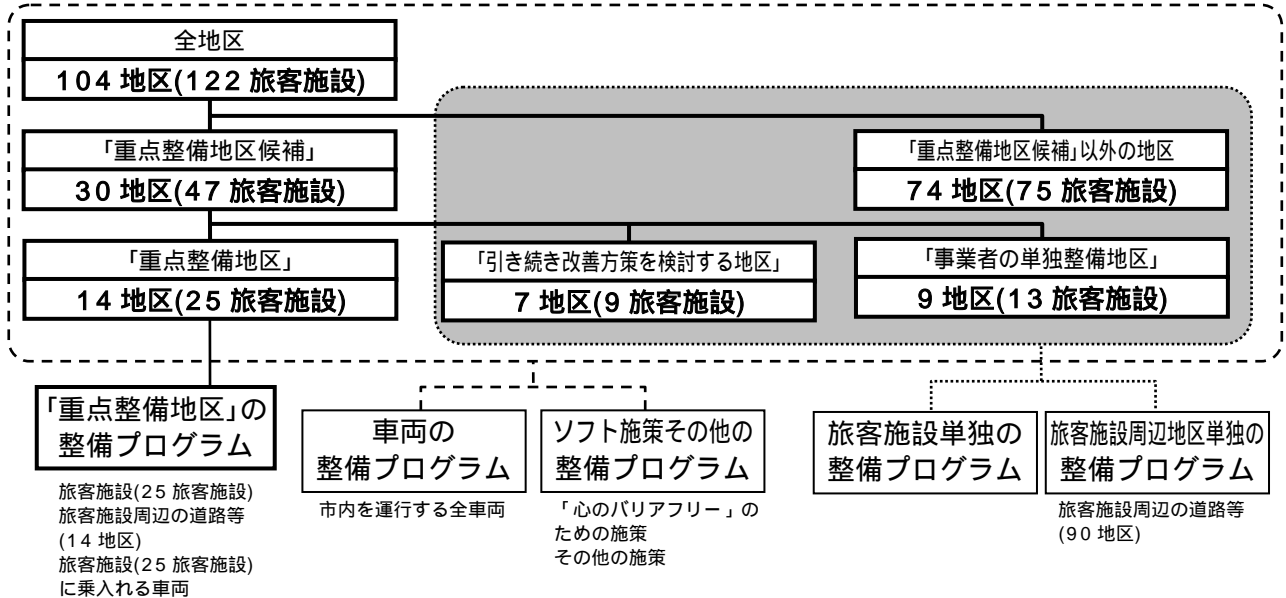 全地区
104 地区(122 旅客施設)
「重点整備地区候補」
30 地区(47 旅客施設)
「重点整備地区候補」以外の地区
74 地区(75 旅客施設)
「重点整備地区」
14 地区(25 旅客施設)
「引き続き改善方策を検討する地区」
7 地区(9 旅客施設)
「事業者の単独整備地区」
9 地区(13 旅客施設)
「重点整備地区」の
整備プログラム
旅客施設(25 旅客施設)
旅客施設周辺の道路等
(14 地区)
旅客施設(25 旅客施設)
に乗入れる車両
車両の
整備プログラム
市内を運行する全車両
ソフト施策その他の
整備プログラム
「心のバリアフリー」の
ための施策
その他の施策
旅客施設単独の
整備プログラム
旅客施設周辺地区単独の
整備プログラム
旅客施設周辺の道路等
(90 地区)